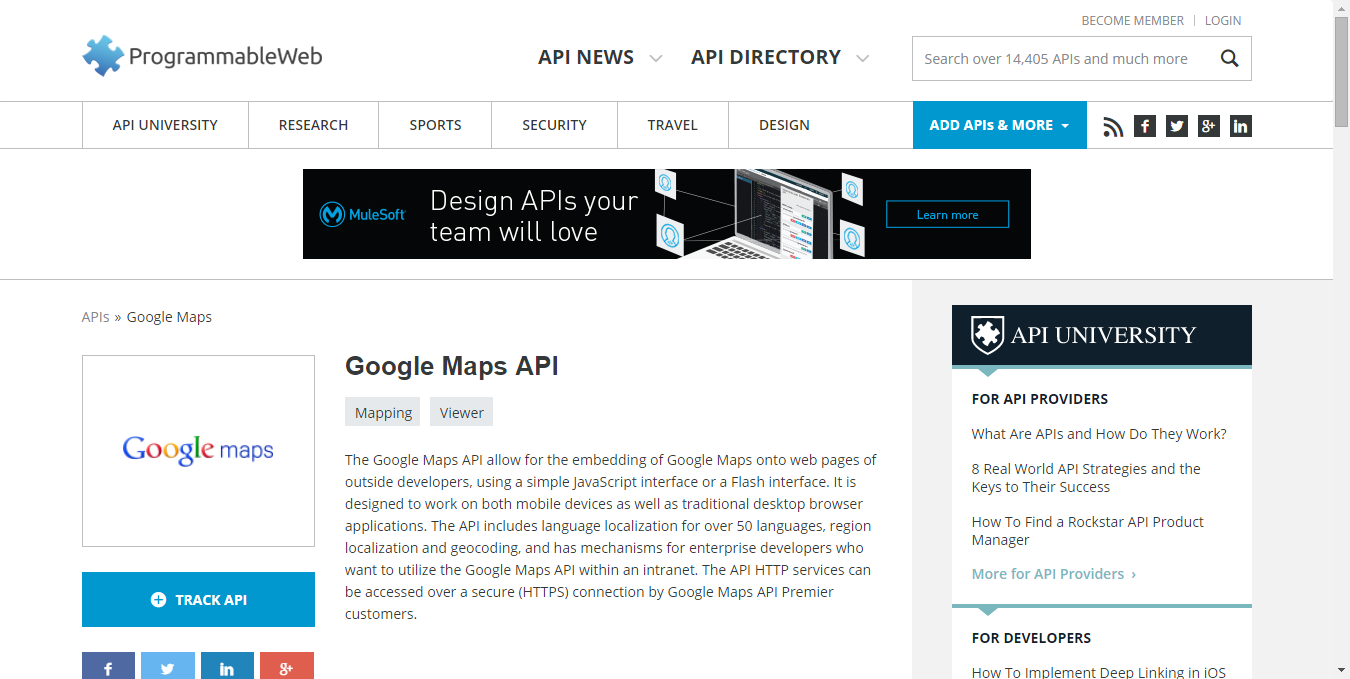 BECOME MEMBER | LOGIN
ProgrammableWeb
API NEWS
API DIRECTORY
Search over 14,405 APIs and much more
API UNIVERSITY
RESEARCH
SPORTS
SECURITY
TRAVEL
DESIGN
ADD APIs & MORE
f
g+
in
MuleSoft
Design APIs your
team will love
Learn more
APIs » Google Maps
Google maps
TRACK API
f
in
g+
Google Maps API
Mapping
Viewer
The Google Maps API allow for the embedding of Google Maps onto web pages of
outside developers, using a simple JavaScript interface or a Flash interface. It is
designed to work on both mobile devices as well as traditional desktop browser
applications. The API includes language localization for over 50 languages, region
localization and geocoding, and has mechanisms for enterprise developers who
want to utilize the Google Maps API within an intranet. The API HTTP services can
be accessed over a secure (HTTPS) connection by Google Maps API Premier
customers.
API UNIVERSITY
FOR API PROVIDERS
What Are APIs and How Do They Work?
8 Real World API Strategies and the
Keys to Their Success
How To Find a Rockstar API Product
Manager
More for API Providers ›
FOR DEVELOPERS
How To Implement Deep Linking in iOS